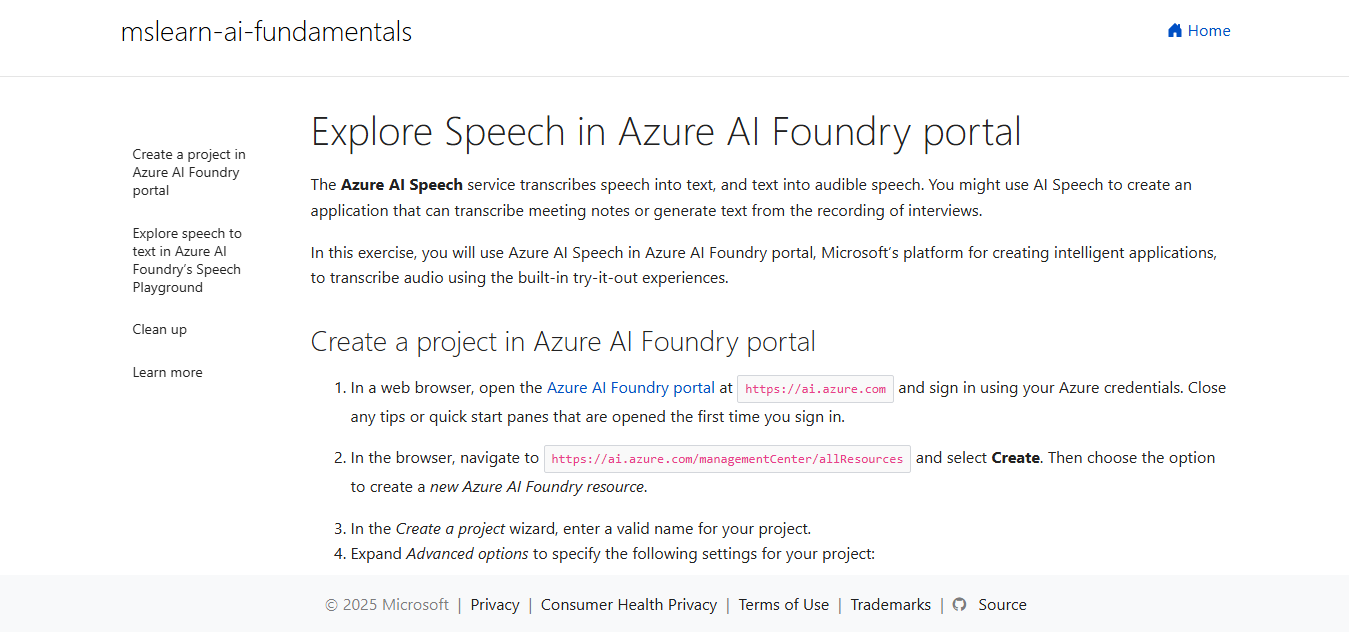 mslearn-ai-fundamentals
Home
Create a project in
Azure AI Foundry
portal
Explore speech to
text in Azure AI
Foundry’s Speech
Playground
Clean up
Learn more
Explore Speech in Azure AI Foundry portal
The Azure AI Speech service transcribes speech into text, and text into audible speech. You might use AI Speech to create an
application that can transcribe meeting notes or generate text from the recording of interviews.
In this exercise, you will use Azure AI Speech in Azure AI Foundry portal, Microsoft’s platform for creating intelligent applications,
to transcribe audio using the built-in try-it-out experiences.
Create a project in Azure AI Foundry portal
1. In a web browser, open the Azure AI Foundry portal at https://ai.azure.com and sign in using your Azure credentials. Close
any tips or quick start panes that are opened the first time you sign in.
2. In the browser, navigate to https://ai.azure.com/managementCenter/allResources and select Create. Then choose the option
to create a new Azure AI Foundry resource.
3. In the Create a project wizard, enter a valid name for your project.
4. Expand Advanced options to specify the following settings for your project:
© 2025 Microsoft | Privacy | Consumer Health Privacy | Terms of Use | Trademarks | Source